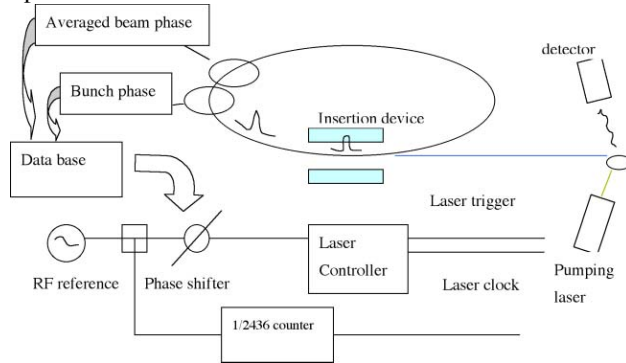 Averaged beam phase
Bunch phase
Data base
Insertion device
detector
Laser trigger
RF reference
Phase shifter
Laser
Controller
Laser clock
Pumping
laser
1/2436 counter